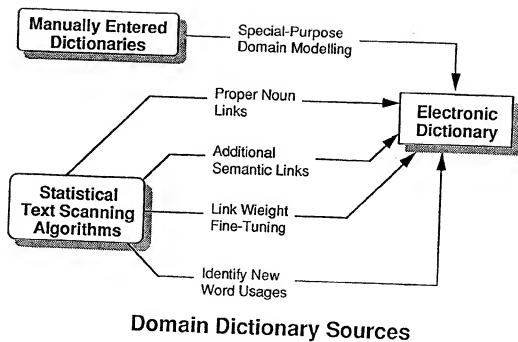 Manually Entered
Dictionaries
Special-Purpose
Domain Modelling
Proper Noun
Links
Electronic
Dictionary
Additional
Semantic Links
Statistical
Text Scanning
Algorithms
Link Wieght
Fine-Tuning
Identify New
Word Usages
Domain Dictionary Sources